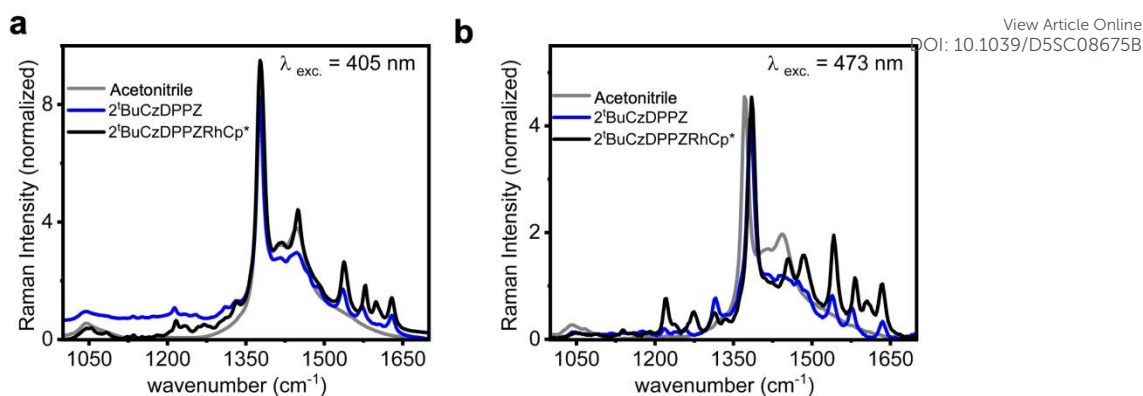 View Article Online
DOI: 10.1039/D5SC08675B
a
λ exc. = 405 nm
Acetonitrile
2tBuCzDPPZ
2tBuCzDPPZRhCp*
Raman Intensity (normalized)
8
4
0
1050 1200 1350 1500 1650
wavenumber (cm-1)
b
λ exc. = 473 nm
Acetonitrile
2tBuCzDPPZ
2tBuCzDPPZRhCp*
Raman Intensity (normalized)
4
2
0
1050 1200 1350 1500 1650
wavenumber (cm-1)